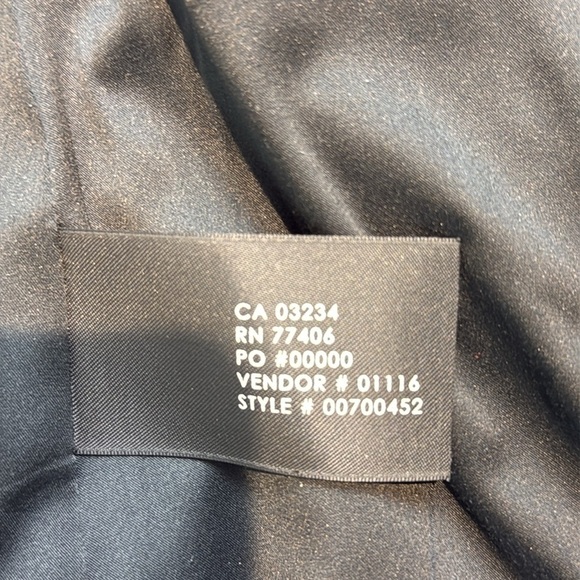 CA 03234
RN 77406
PO #00000
VENDOR # 01116
STYLE # 00700452